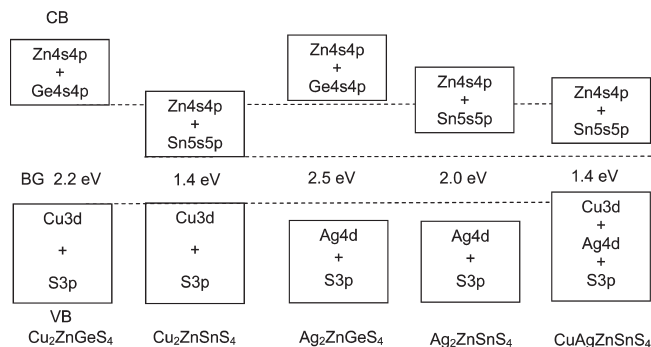 CB
Zn4s4p
+
Ge4s4p
Zn4s4p
+
Sn5s5p
Zn4s4p
+
Ge4s4p
Zn4s4p
+
Sn5s5p
Zn4s4p
+
Sn5s5p
BG 2.2 eV 1.4 eV 2.5 eV 2.0 eV 1.4 eV
Cu3d
+
S3p
Cu3d
+
S3p
Ag4d
+
S3p
Ag4d
+
S3p
Cu3d
+
Ag4d
+
S3p
VB
Cu₂ZnGeS₄ Cu₂ZnSnS₄ Ag₂ZnGeS₄ Ag₂ZnSnS₄ CuAgZnSnS₄